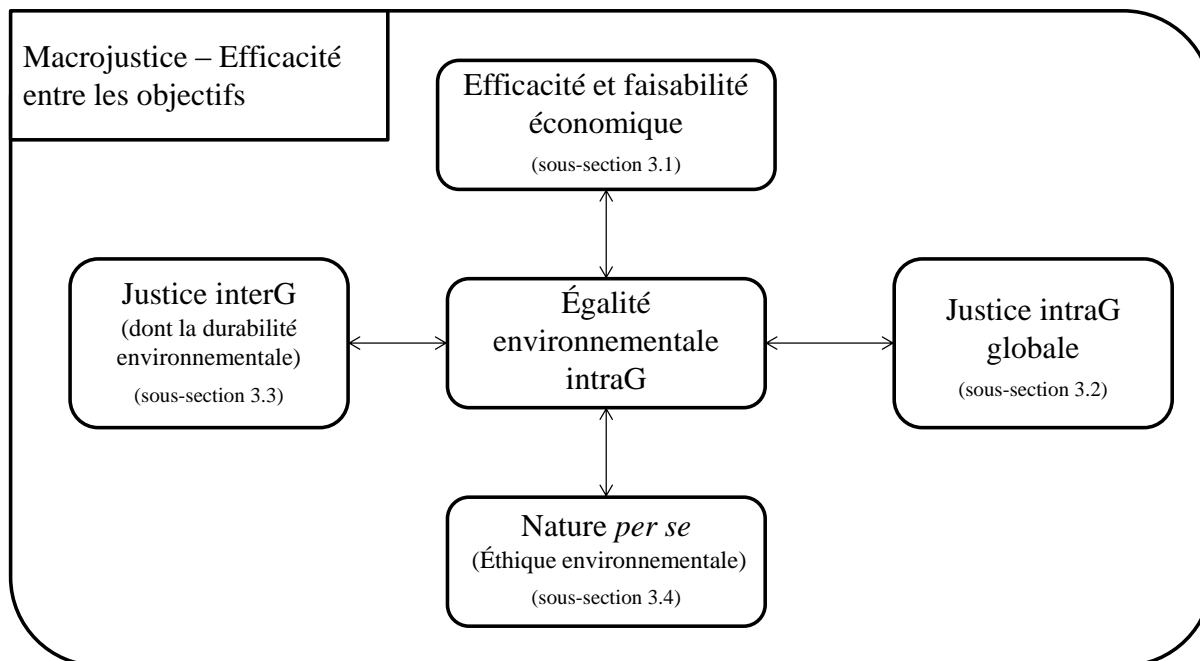 Macrojustice – Efficacité
entre les objectifs
Efficacité et faisabilité
économique
(sous-section 3.1)
Justice interG
(dont la durabilité
environnementale)
(sous-section 3.3)
Égalité
environnementale
intraG
Justice intraG
globale
(sous-section 3.2)
Nature per se
(Éthique environnementale)
(sous-section 3.4)